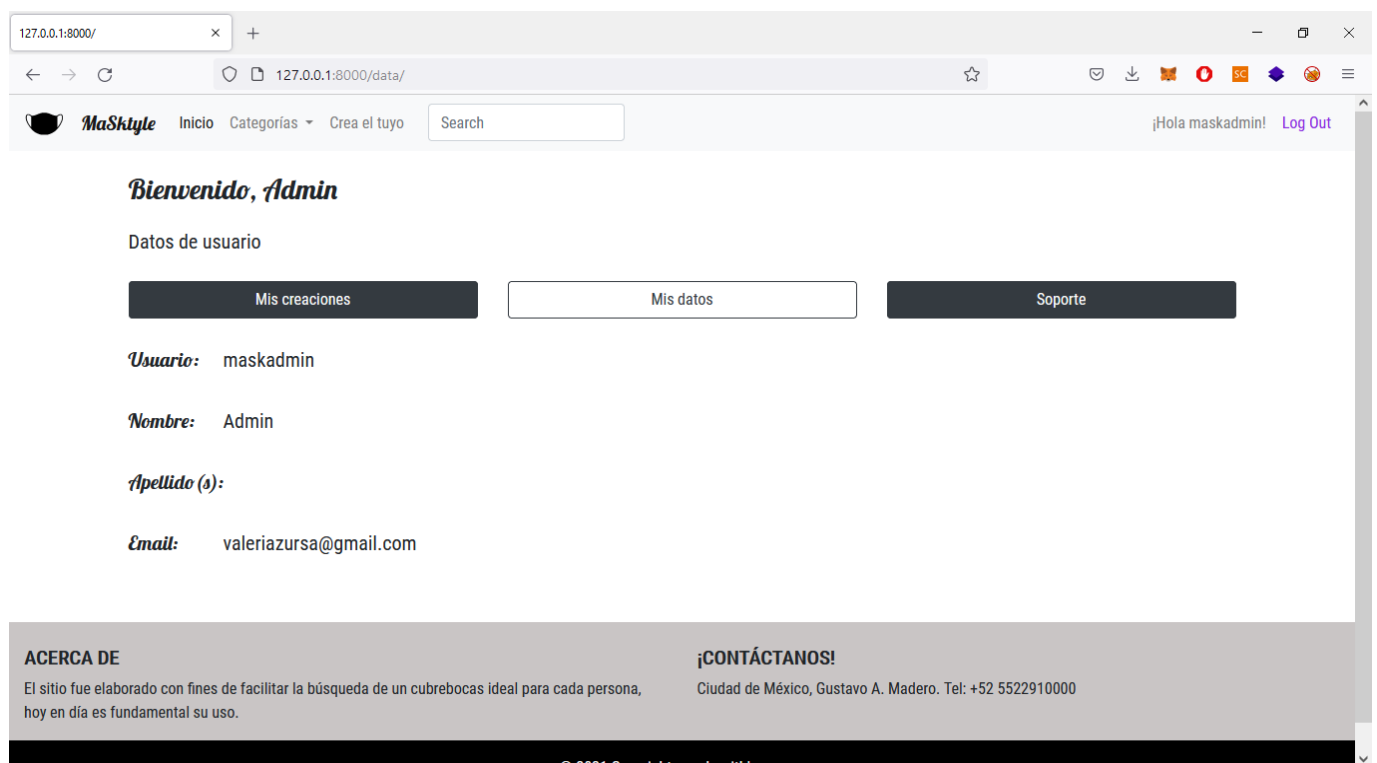 127.0.0.1:8000/
127.0.0.1:8000/data/
SC
MaSktyle Inicio Categorías Crea el tuyo Search ¡Hola maskadmin! Log Out
Bienvenido, Admin
Datos de usuario
Mis creaciones Mis datos Soporte
Usuario: maskadmin
Nombre: Admin
Apellido(s):
Email: valeriazursa@gmail.com
ACERCA DE
El sitio fue elaborado con fines de facilitar la búsqueda de un cubrebocas ideal para cada persona,
hoy en día es fundamental su uso.
¡CONTÁCTANOS!
Ciudad de México, Gustavo A. Madero. Tel: +52 5522910000